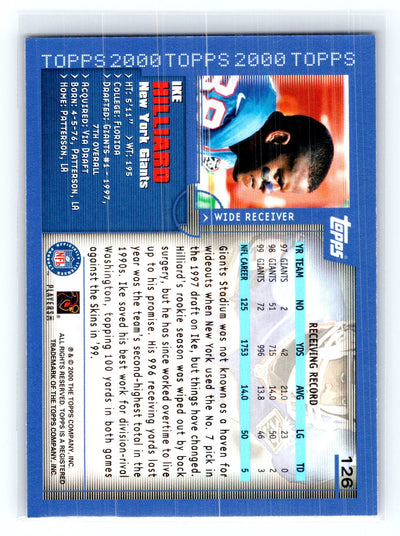 TOPPS 2000 TOPPS 2000 TOPPS
IKE
HILLIARD
New York Giants
> HT: 5'11" > WT: 195
> COLLEGE: FLORIDA
> DRAFTED: GIANTS #1 - 1997,
7TH OVERALL
> ACQUIRED: VIA DRAFT
> BORN: 4-5-76, PATTERSON, LA
> HOME: PATTERSON, LA
> WIDE RECEIVER
Topps
126
RECEIVING RECORD
YR TEAM NO YDS AVG LG TD
97 GIANTS 2 42 21.0 23 0
98 GIANTS 51 715 14.0 50 2
99 GIANTS 72 996 13.8 46 3
NFL CAREER 125 1753 14.0 50 5
Giants Stadium was not known as a haven for
wideouts when New York used the No. 7 pick in
the 1997 draft on Ike, but things have changed.
Hilliard's rookie season was wiped out by back
surgery, but he has since worked overtime to live
up to his promise. His 996 receiving yards last
year was the team's second-highest total in the
1990s. Ike saved his best work for division-rival
Washington, topping 100 yards in both games
against the Skins in '99.
NFL
PLAYERS INC
® & © 2000 THE TOPPS COMPANY, INC.
ALL RIGHTS RESERVED. TOPPS IS A REGISTERED
TRADEMARK OF THE TOPPS COMPANY, INC.